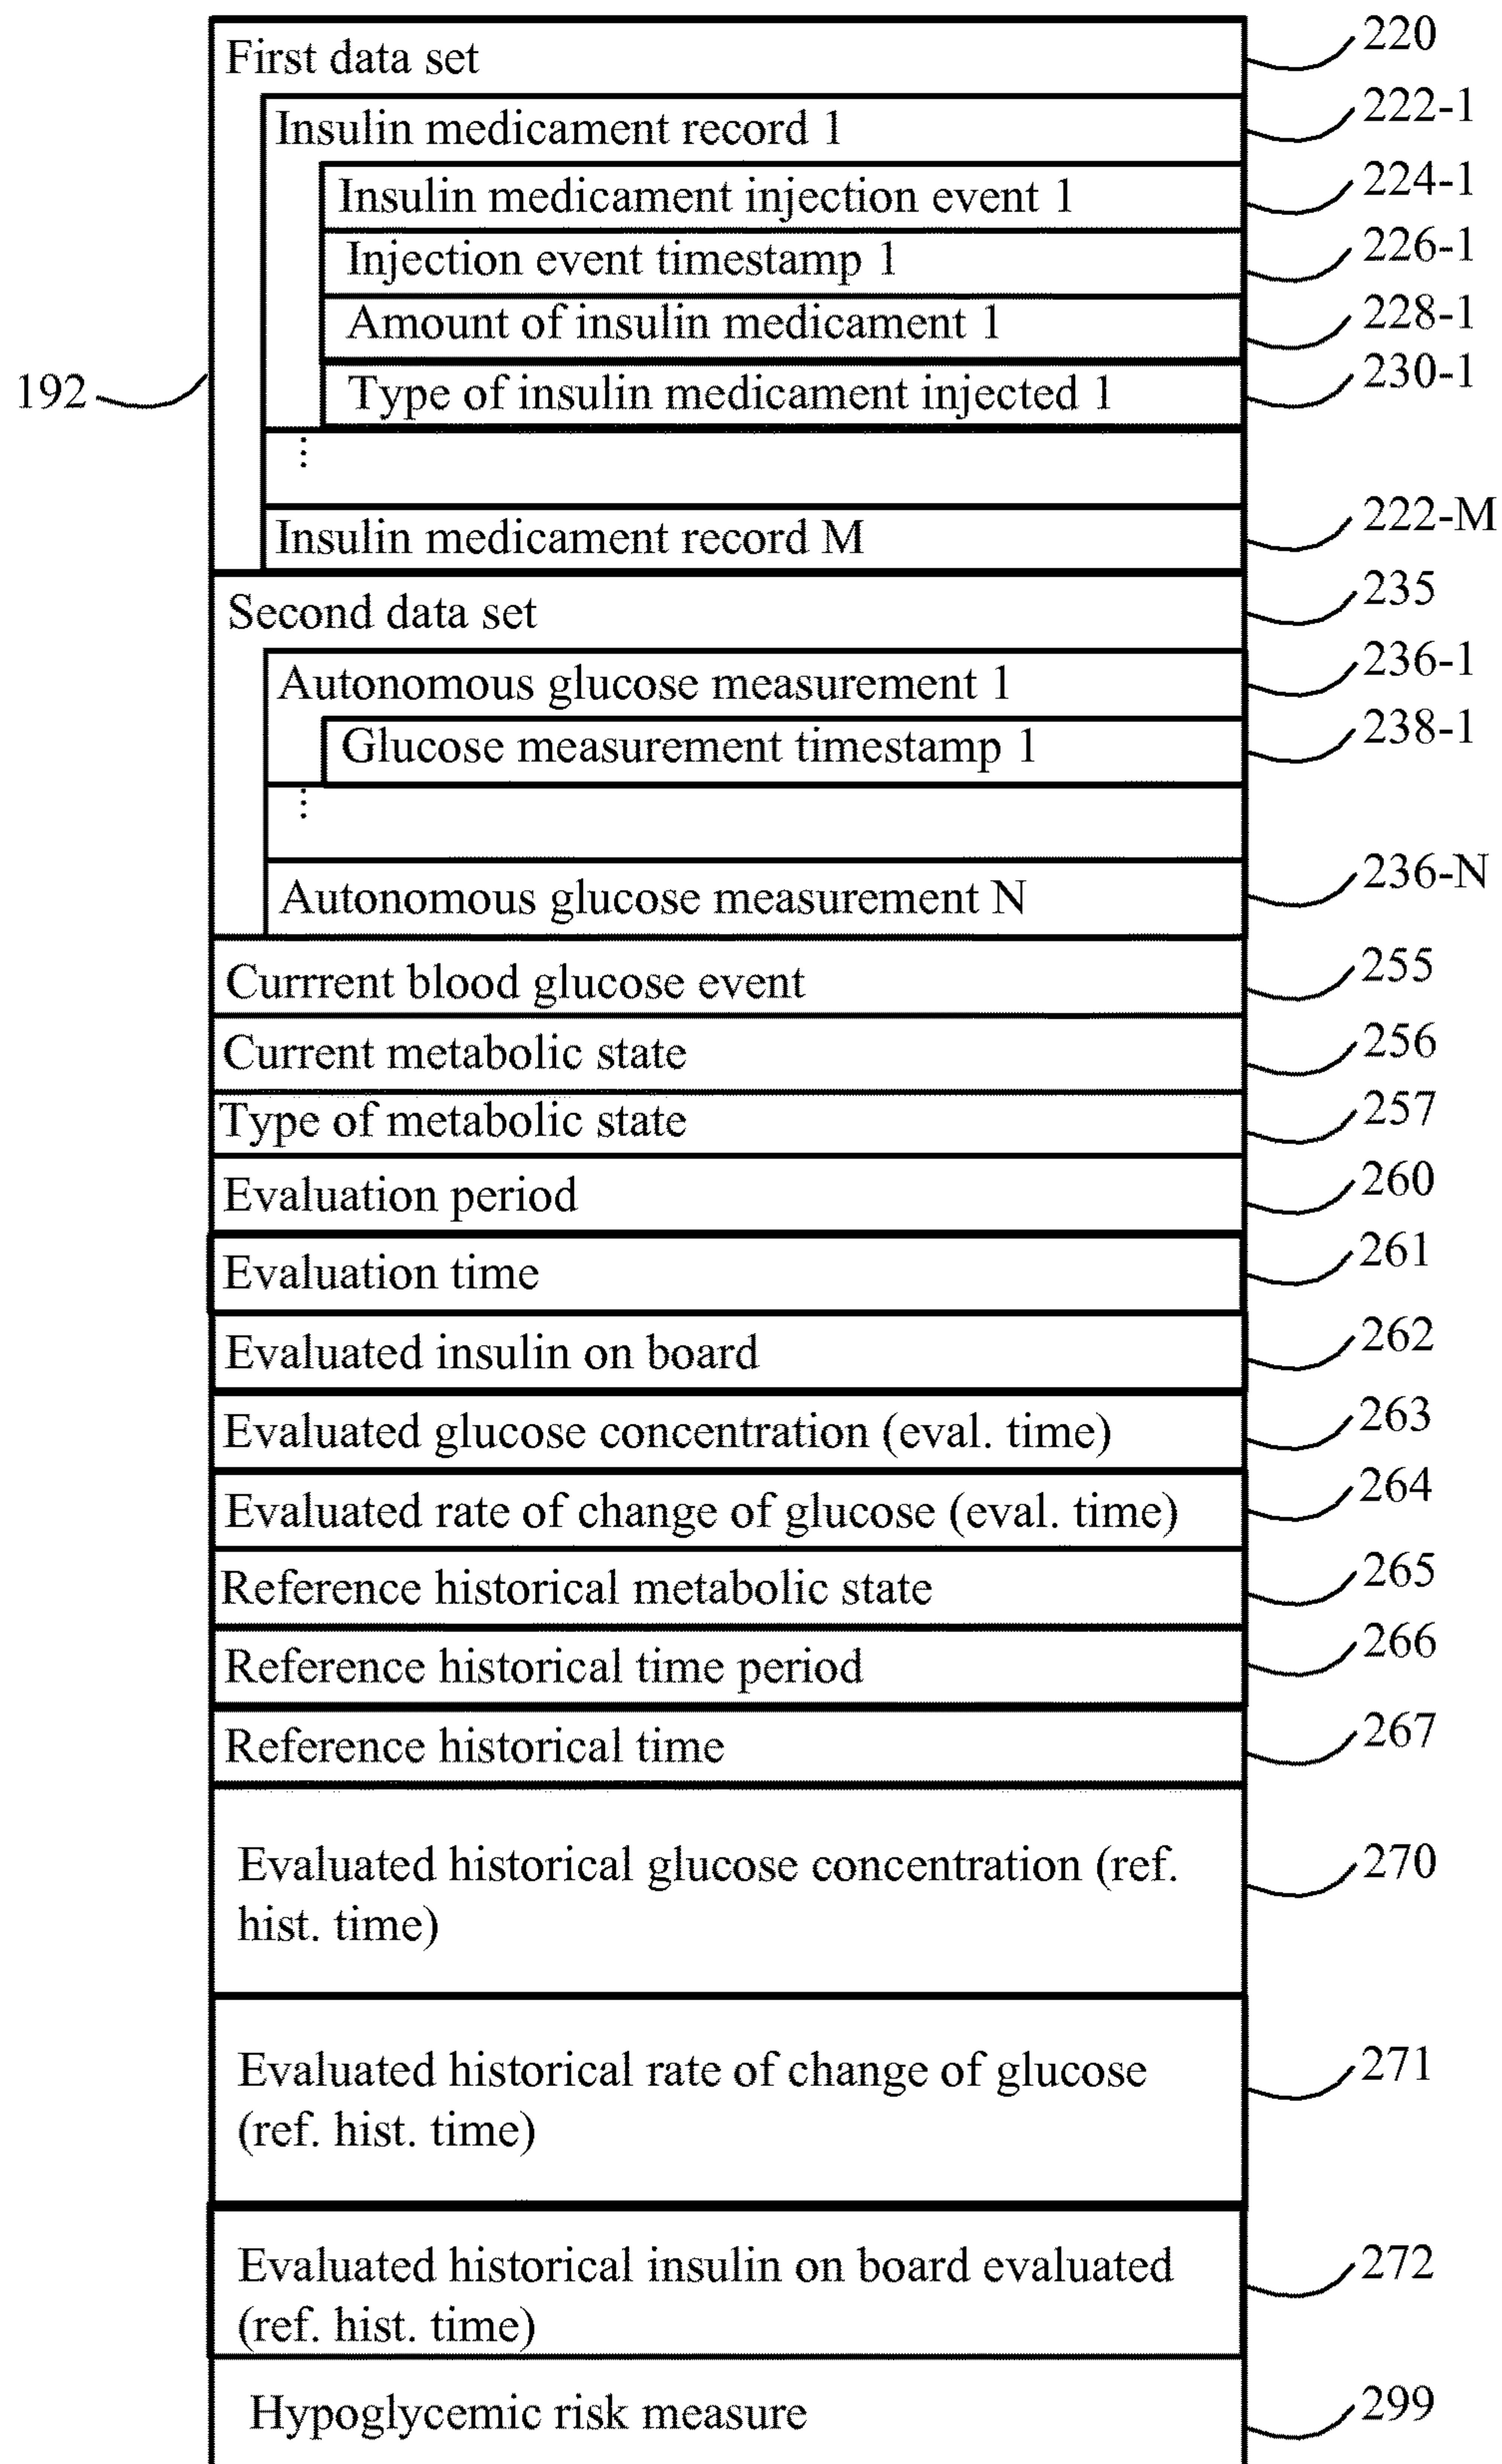 First data set 220
Insulin medicament record 1 222-1
Insulin medicament injection event 1 224-1
Injection event timestamp 1 226-1
Amount of insulin medicament 1 228-1
Type of insulin medicament injected 1 230-1
192
⋮
Insulin medicament record M 222-M
Second data set 235
Autonomous glucose measurement 1 236-1
Glucose measurement timestamp 1 238-1
⋮
Autonomous glucose measurement N 236-N
Currrent blood glucose event 255
Current metabolic state 256
Type of metabolic state 257
Evaluation period 260
Evaluation time 261
Evaluated insulin on board 262
Evaluated glucose concentration (eval. time) 263
Evaluated rate of change of glucose (eval. time) 264
Reference historical metabolic state 265
Reference historical time period 266
Reference historical time 267
Evaluated historical glucose concentration (ref. 270
hist. time)
Evaluated historical rate of change of glucose 271
(ref. hist. time)
Evaluated historical insulin on board evaluated 272
(ref. hist. time)
Hypoglycemic risk measure 299